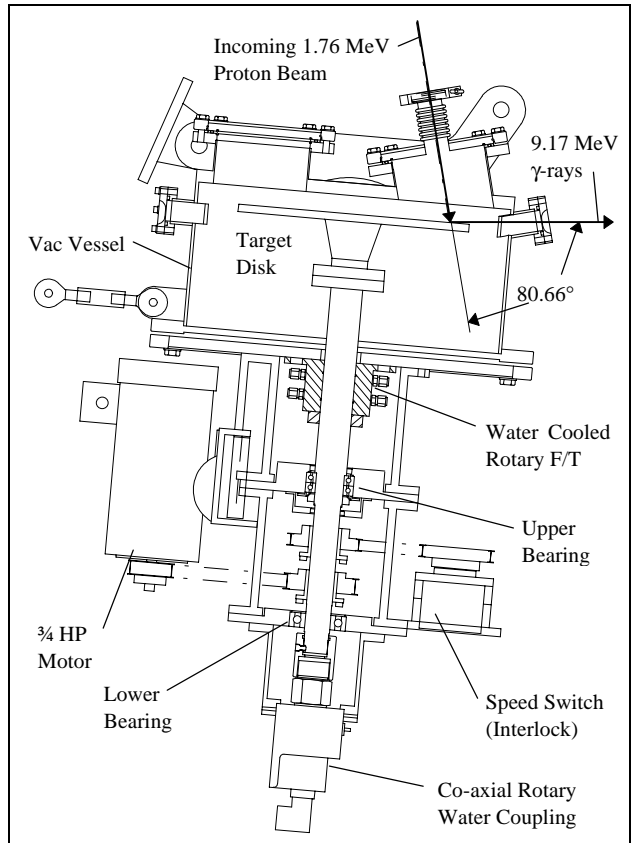 Incoming 1.76 MeV
Proton Beam
9.17 MeV
γ-rays
Vac Vessel
Target
Disk
80.66°
Water Cooled
Rotary F/T
Upper
Bearing
¾ HP
Motor
Lower
Bearing
Speed Switch
(Interlock)
Co-axial Rotary
Water Coupling